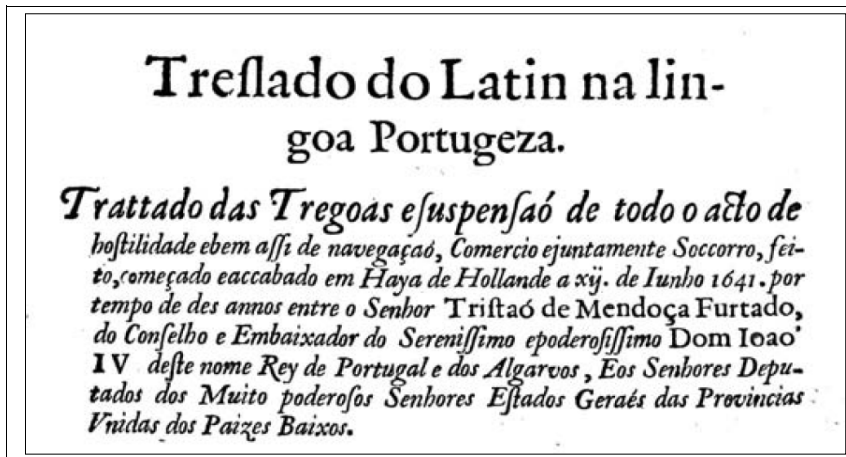 Treſlado do Latin na lin-
goa Portugeza.
Trattado das Tregoas eſuspenſaó de todo o acto de
hoſtilidade ebem aſſi de navegaçaó, Comercio ejuntamente Soccorro, fei-
to, começado eaccabado em Haya de Hollande a xij. de Iunho 1641. por
tempo de des annos entre o Senhor Triſtaó de Mendoça Furtado,
do Conſelho e Embaixador do Sereniſſimo epoderoſiſſimo Dom Ioaó
IV deſte nome Rey de Portugal e dos Algarvos, Eos Senhores Depu-
tados dos Muito poderoſos Senhores Eſtados Geraés das Provincias
Vnidas dos Paizes Baixos.